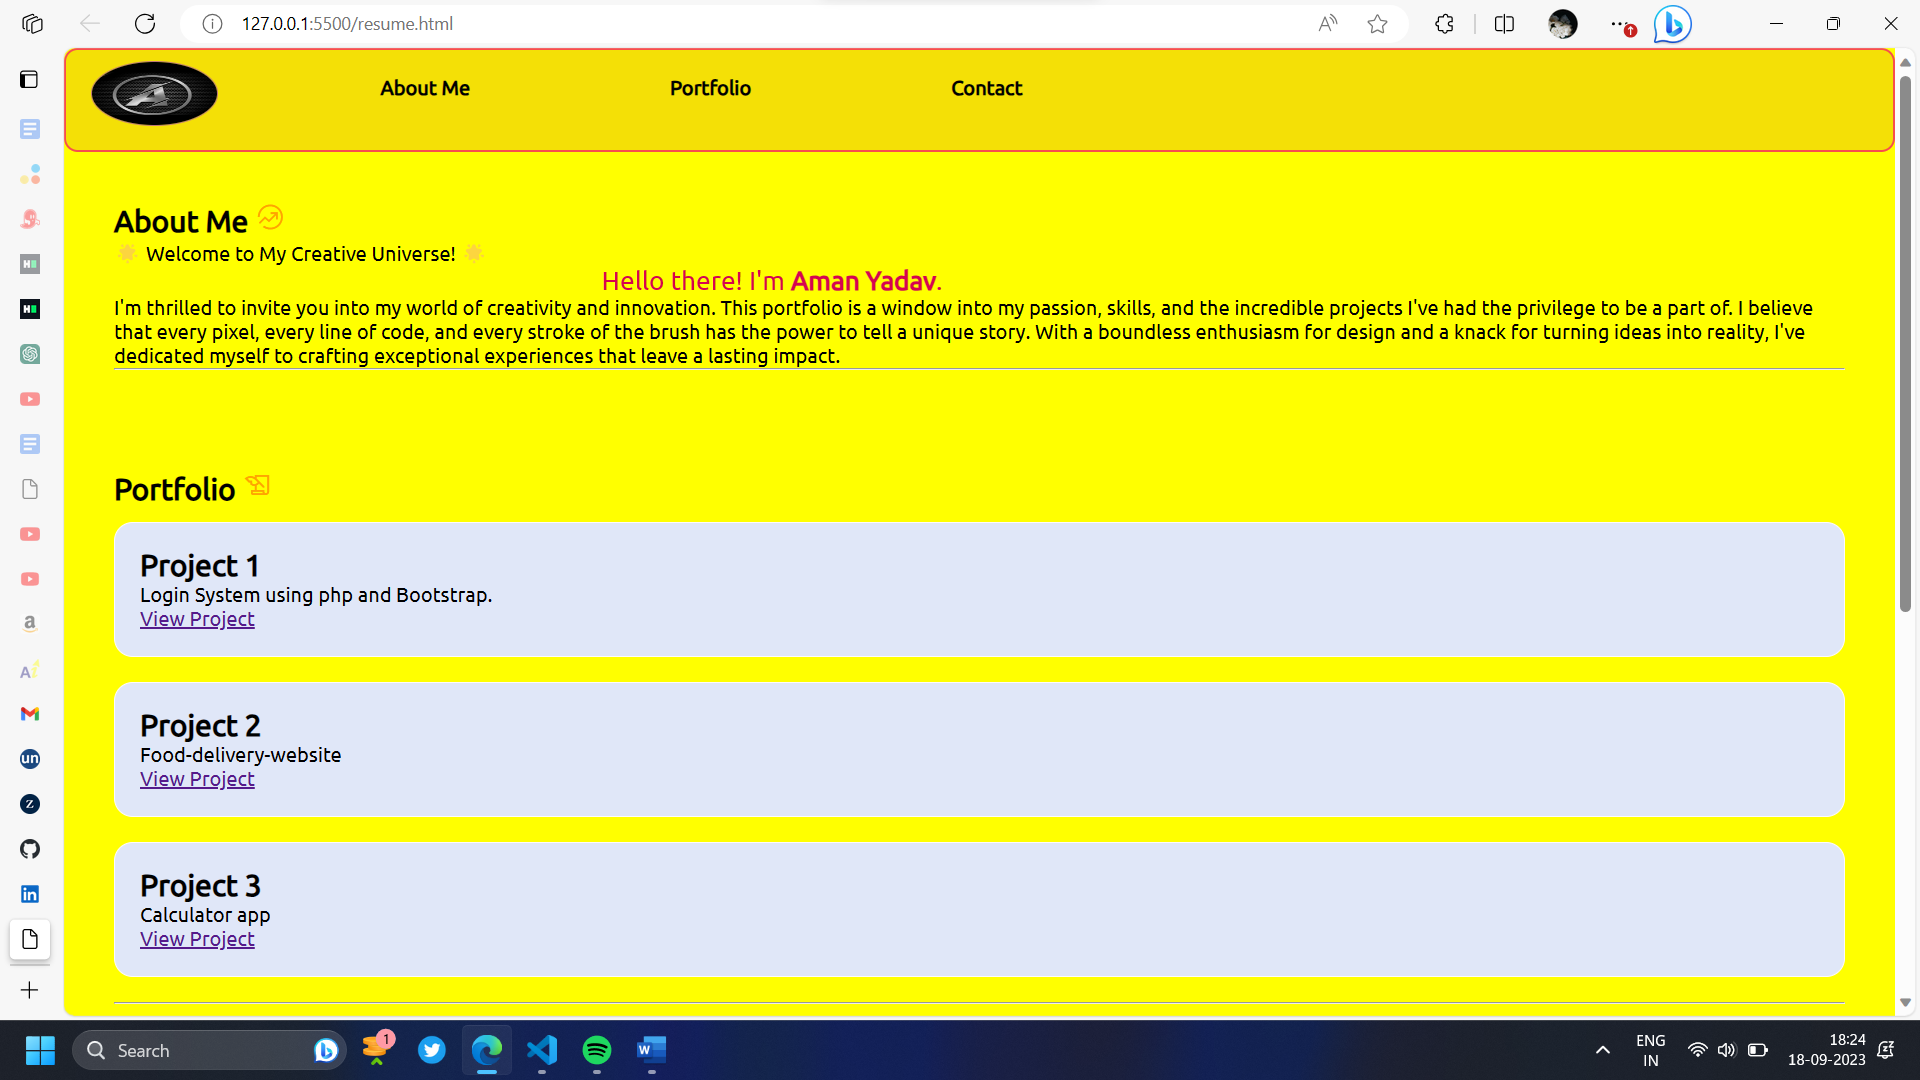 127.0.0.1:5500/resume.html
About Me
Portfolio
Contact
About Me
Welcome to My Creative Universe!
Hello there! I'm Aman Yadav.
I'm thrilled to invite you into my world of creativity and innovation. This portfolio is a window into my passion, skills, and the incredible projects I've had the privilege to be a part of. I believe
that every pixel, every line of code, and every stroke of the brush has the power to tell a unique story. With a boundless enthusiasm for design and a knack for turning ideas into reality, I've
dedicated myself to crafting exceptional experiences that leave a lasting impact.
Portfolio
Project 1
Login System using php and Bootstrap.
View Project
Project 2
Food-delivery-website
View Project
Project 3
Calculator app
View Project
Search
1
ENG
IN
18:24
18-09-2023